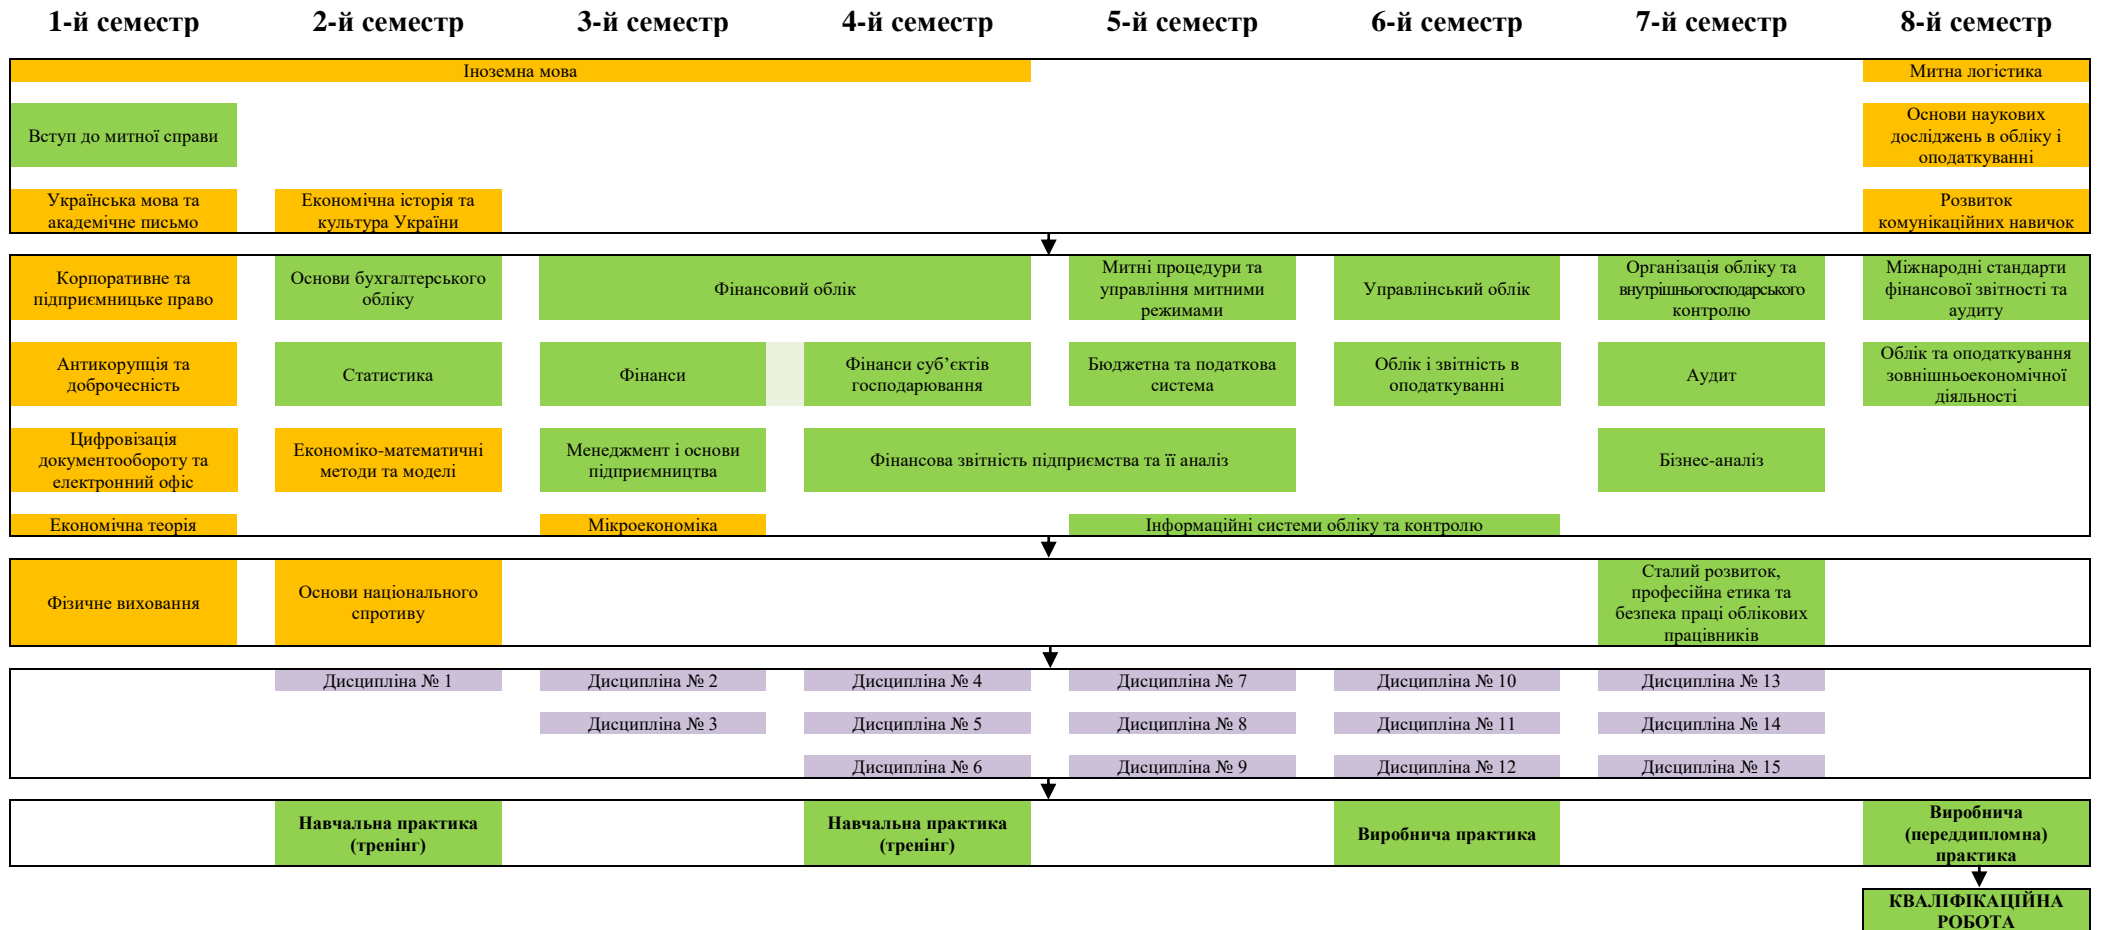 1-й семестр 2-й семестр 3-й семестр 4-й семестр 5-й семестр 6-й семестр 7-й семестр 8-й семестр
Іноземна мова
Митна логістика
Вступ до митної справи
Основи наукових
досліджень в обліку і
оподаткуванні
Українська мова та
академічне письмо
Економічна історія та
культура України
Розвиток
комунікаційних навичок
Корпоративне та
підприємницьке право
Основи бухгалтерського
обліку
Фінансовий облік
Митні процедури та
управління митними
режимами
Управлінський облік
Організація обліку та
внутрішньогосподарського
контролю
Міжнародні стандарти
фінансової звітності та
аудиту
Антикорупція та
доброчесність
Статистика
Фінанси
Фінанси суб’єктів
господарювання
Бюджетна та податкова
система
Облік і звітність в
оподаткуванні
Аудит
Облік та оподаткування
зовнішньоекономічної
діяльності
Цифровізація
документообороту та
електронний офіс
Економіко-математичні
методи та моделі
Менеджмент і основи
підприємництва
Фінансова звітність підприємства та її аналіз
Бізнес-аналіз
Економічна теорія
Мікроекономіка
Інформаційні системи обліку та контролю
Фізичне виховання
Основи національного
спротиву
Сталий розвиток,
професійна етика та
безпека праці облікових
працівників
Дисципліна № 1
Дисципліна № 2
Дисципліна № 4
Дисципліна № 7
Дисципліна № 10
Дисципліна № 13
Дисципліна № 3
Дисципліна № 5
Дисципліна № 8
Дисципліна № 11
Дисципліна № 14
Дисципліна № 6
Дисципліна № 9
Дисципліна № 12
Дисципліна № 15
Навчальна практика
(тренінг)
Навчальна практика
(тренінг)
Виробнича практика
Виробнича
(переддипломна)
практика
КВАЛІФІКАЦІЙНА
РОБОТА